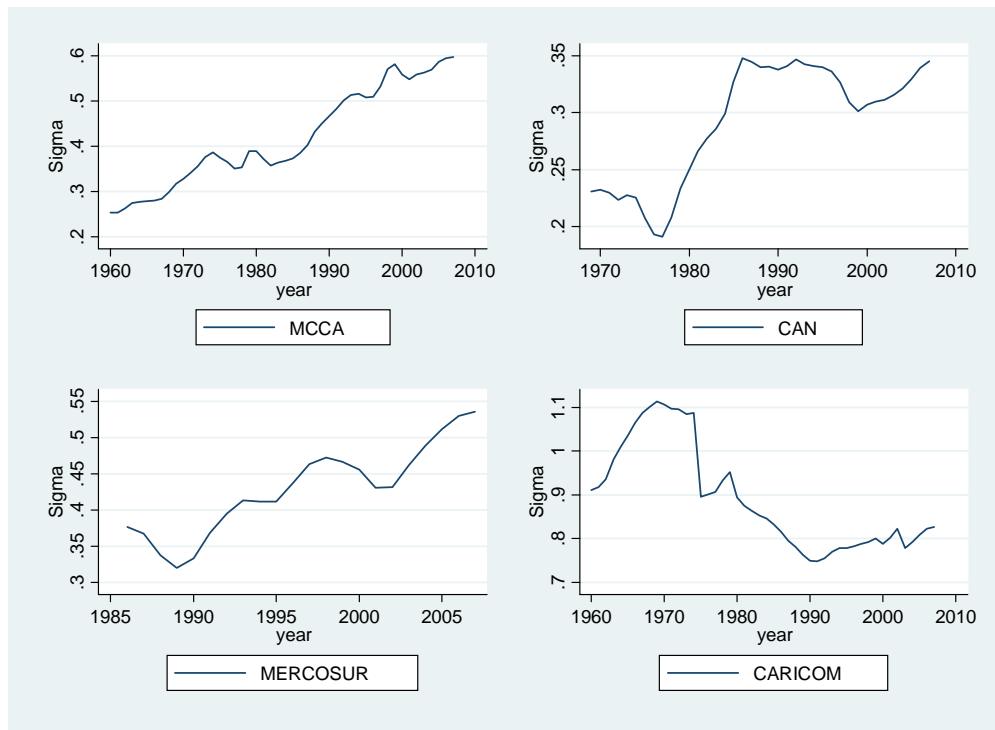 Sigma
.6
.5
.4
.3
.2
1960 1970 1980 1990 2000 2010
year
MCCA
Sigma
.35
.3
.25
.2
1970 1980 1990 2000 2010
year
CAN
Sigma
.55
.5
.45
.4
.35
.3
1985 1990 1995 2000 2005
year
MERCOSUR
Sigma
1.1
1
.9
.8
.7
1960 1970 1980 1990 2000 2010
year
CARICOM